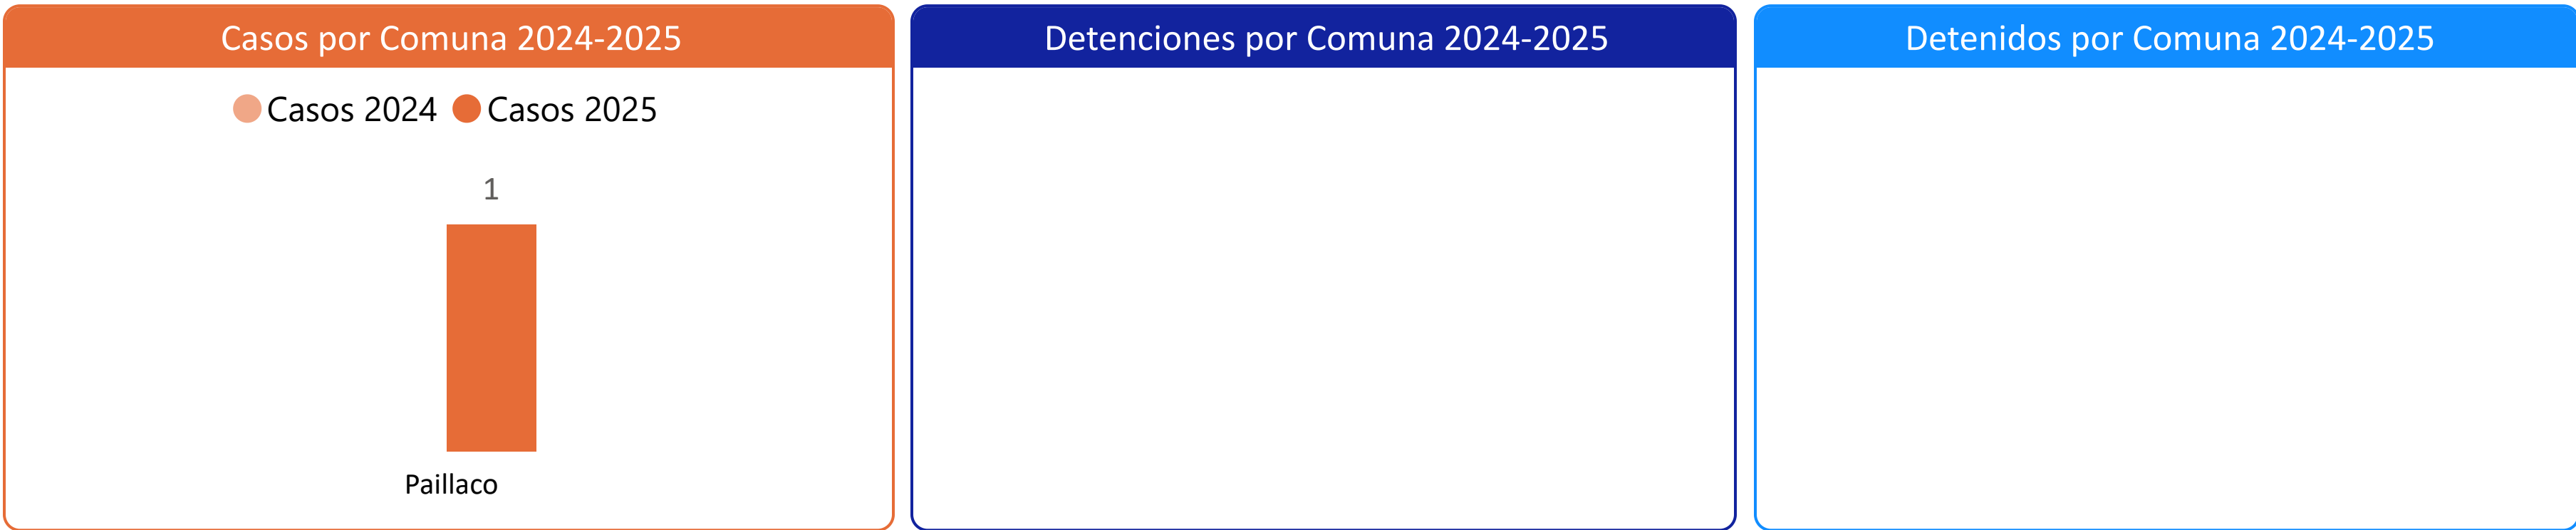 Casos por Comuna 2024-2025
Casos 2024 Casos 2025
1
Paillaco
Detenciones por Comuna 2024-2025
Detenidos por Comuna 2024-2025